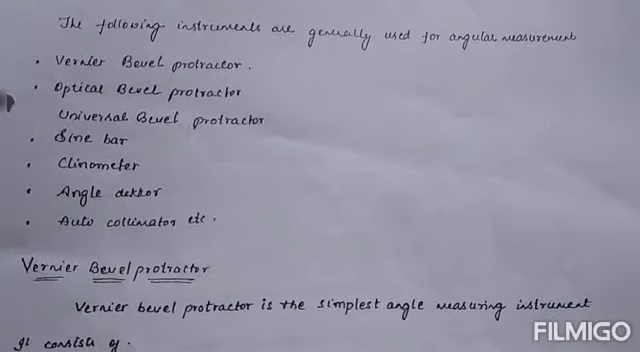 The following instruments are genually used for angular measurement
• Vernier Bevel protractor.
• Optical Bevel protractor
Universal Bevel protractor
• Sine bar
• Clinometer
• Angle dekkor
• Auto collimator etc.
Vernier Bevel protractor
Vernier bevel protractor is the simplest angle measuring instrument
It consists of.
FILMIGO